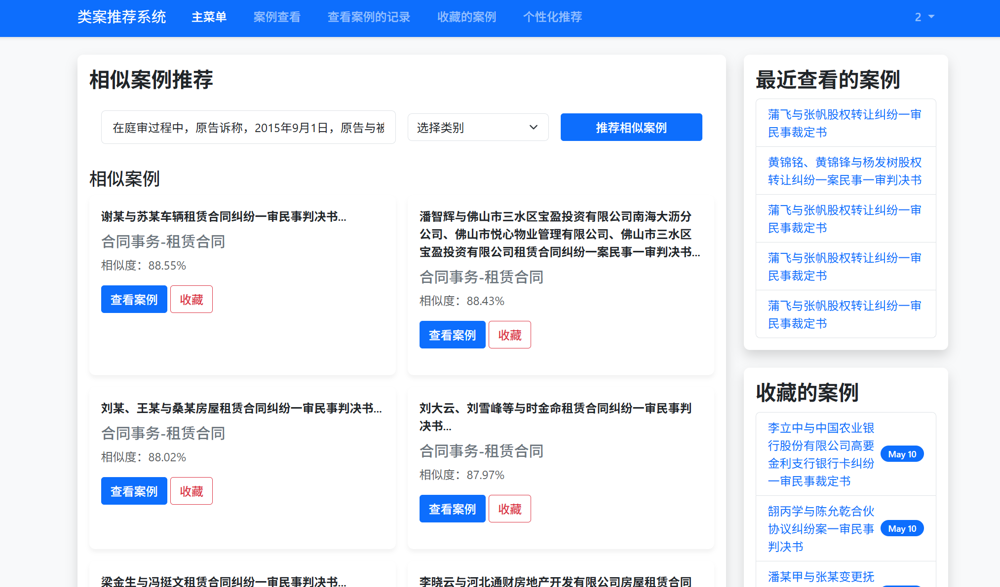 类案推荐系统 主菜单 案例查看 查看案例的记录 收藏的案例 个性化推荐 2
相似案例推荐
在庭审过程中，原告诉称，2015年9月1日，原告与被
选择类别
推荐相似案例
相似案例
谢某与苏某车辆租赁合同纠纷一审民事判决书...
合同事务-租赁合同
相似度：88.55%
查看案例 收藏
潘智辉与佛山市三水区宝盈投资有限公司南海大沥分
公司、佛山市悦心物业管理有限公司、佛山市三水区
宝盈投资有限公司租赁合同纠纷一案民事一审判决书...
合同事务-租赁合同
相似度：88.43%
查看案例 收藏
刘某、王某与桑某房屋租赁合同纠纷一审民事判决书...
合同事务-租赁合同
相似度：88.02%
查看案例 收藏
刘大云、刘雪峰等与时金命租赁合同纠纷一审民事判
决书...
合同事务-租赁合同
相似度：87.97%
查看案例 收藏
梁金生与冯挺文租赁合同纠纷一审民事判决书...
李晓云与河北通财房地产开发有限公司房屋租赁合同
最近查看的案例
蒲飞与张帆股权转让纠纷一审
民事裁定书
黄锦铭、黄锦锋与杨发树股权
转让纠纷一案民事一审判决书
蒲飞与张帆股权转让纠纷一审
民事裁定书
蒲飞与张帆股权转让纠纷一审
民事裁定书
蒲飞与张帆股权转让纠纷一审
民事裁定书
收藏的案例
李立中与中国农业银
行股份有限公司高要
金利支行银行卡纠纷
一审民事裁定书
May 10
丙学与陈允乾合伙
协议纠纷案一审民事
判决书
May 10
潘某甲与张某变更抚